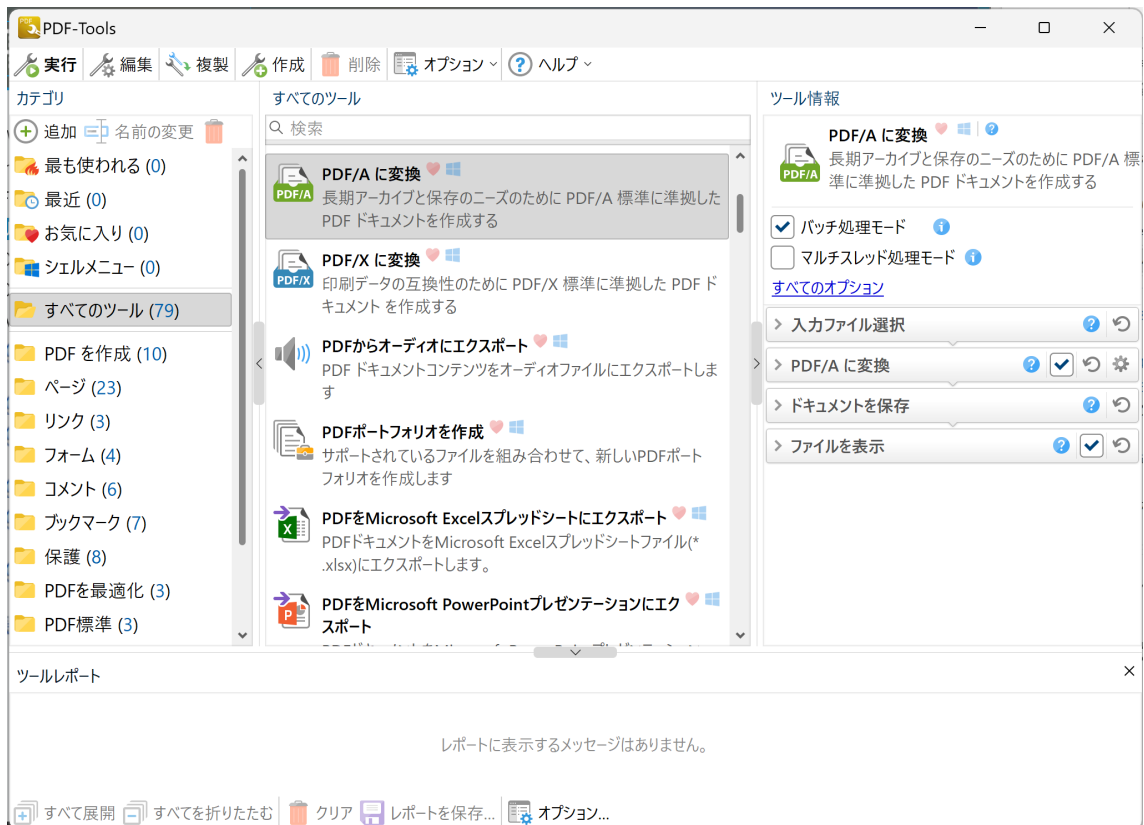 PDF-Tools
実行 編集 複製 作成 削除 オプション ヘルプ
カテゴリ
追加 名前の変更
最も使われる (0)
最近 (0)
お気に入り (0)
シェルメニュー (0)
すべてのツール (79)
PDF を作成 (10)
ページ (23)
リンク (3)
フォーム (4)
コメント (6)
ブックマーク (7)
保護 (8)
PDFを最適化 (3)
PDF標準 (3)
すべてのツール
検索
PDF/A
PDF/A に変換
長期アーカイブと保存のニーズのために PDF/A 標準に準拠した
PDF ドキュメントを作成する
PDF/X
PDF/X に変換
印刷データの互換性のために PDF/X 標準に準拠した PDF ド
キュメント を作成する
PDFからオーディオにエクスポート
PDF ドキュメントコンテンツをオーディオファイルにエクスポートしま
す
PDFポートフォリオを作成
サポートされているファイルを組み合わせて、新しいPDFポート
フォリオを作成します
PDFをMicrosoft Excelスプレッドシートにエクスポート
PDFドキュメントをMicrosoft Excelスプレッドシートファイル(*
.xlsx)にエクスポートします。
PDFをMicrosoft PowerPointプレゼンテーションにエク
スポート
ツール情報
PDF/A
PDF/A に変換
長期アーカイブと保存のニーズのために PDF/A 標
準に準拠した PDF ドキュメントを作成する
バッチ処理モード
マルチスレッド処理モード
すべてのオプション
入力ファイル選択
PDF/A に変換
ドキュメントを保存
ファイルを表示
ツールレポート
レポートに表示するメッセージはありません。
すべて展開 すべてを折りたたむ クリア レポートを保存... オプション...